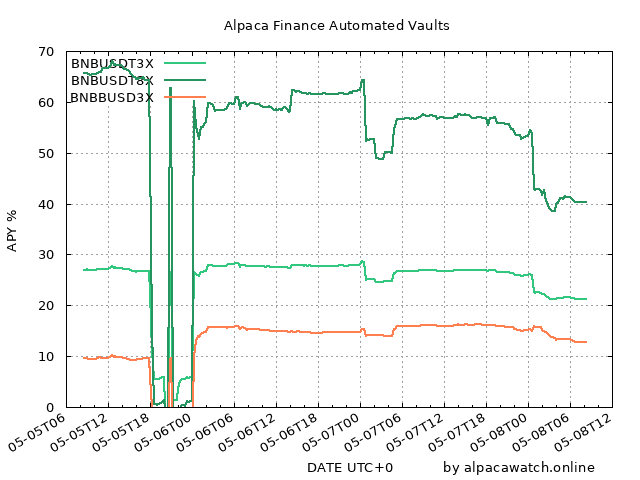 Alpaca Finance Automated Vaults
BNBUSDT3X
BNBUSDT8X
BNBBUSD3X
APY %
70
60
50
40
30
20
10
0
05-05T06
05-05T12
05-05T18
05-06T00
05-06T06
05-06T12
05-06T18
05-07T00
05-07T06
05-07T12
05-07T18
05-08T00
05-08T06
05-08T12
DATE UTC+0
by alpacawatch.online